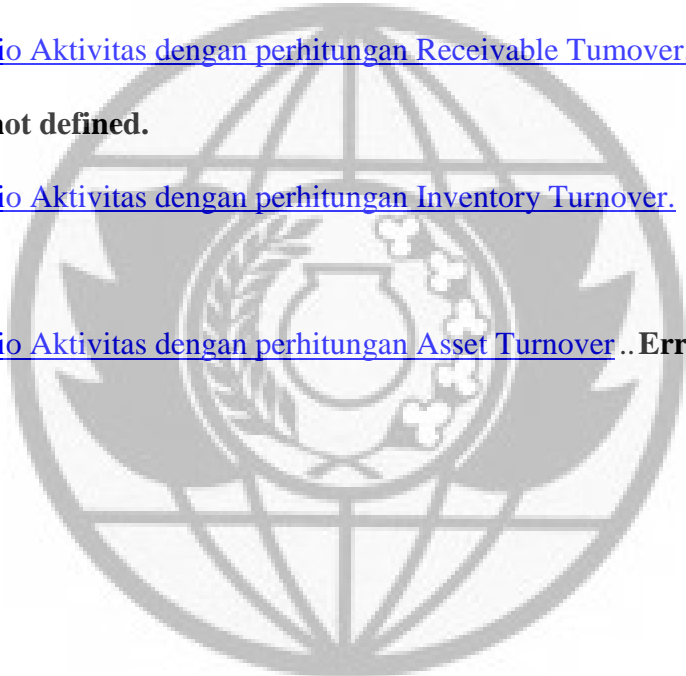 io Aktivitas dengan perhitungan Receivable Tumover.
not defined.
io Aktivitas dengan perhitungan Inventory Turnover.
io Aktivitas dengan perhitungan Asset Turnover..Err